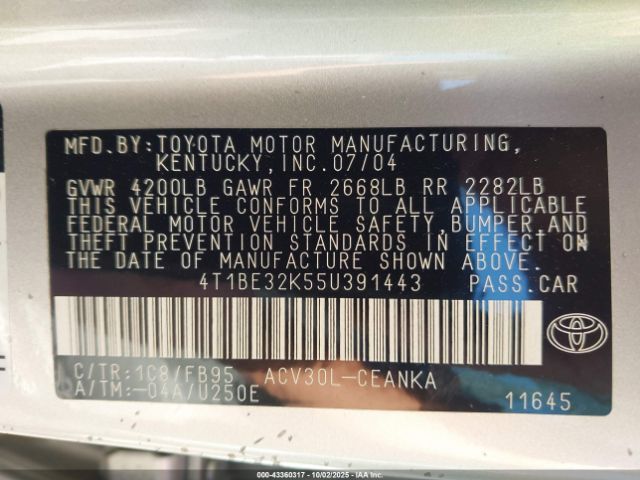 MFD.BY:TOYOTA MOTOR MANUFACTURING,
KENTUCKY,INC.07/04
GVWR 4200LB GAWR FR 2668LB RR 2282LB
THIS VEHICLE CONFORMS TO ALL APPLICABLE
FEDERAL MOTOR VEHICLE SAFETY,BUMPER,AND
THEFT PREVENTION STANDARDS IN EFFECT ON
THE DATE OF MANUFACTURE SHOWN ABOVE.
4T1BE32K55U391443 PASS.CAR
C/TR:1C8/FB95 ACV30L-CEANKA
A/TM:-04A/U250E
11645
000-43360317 - 10/02/2025 - 08:02 PM